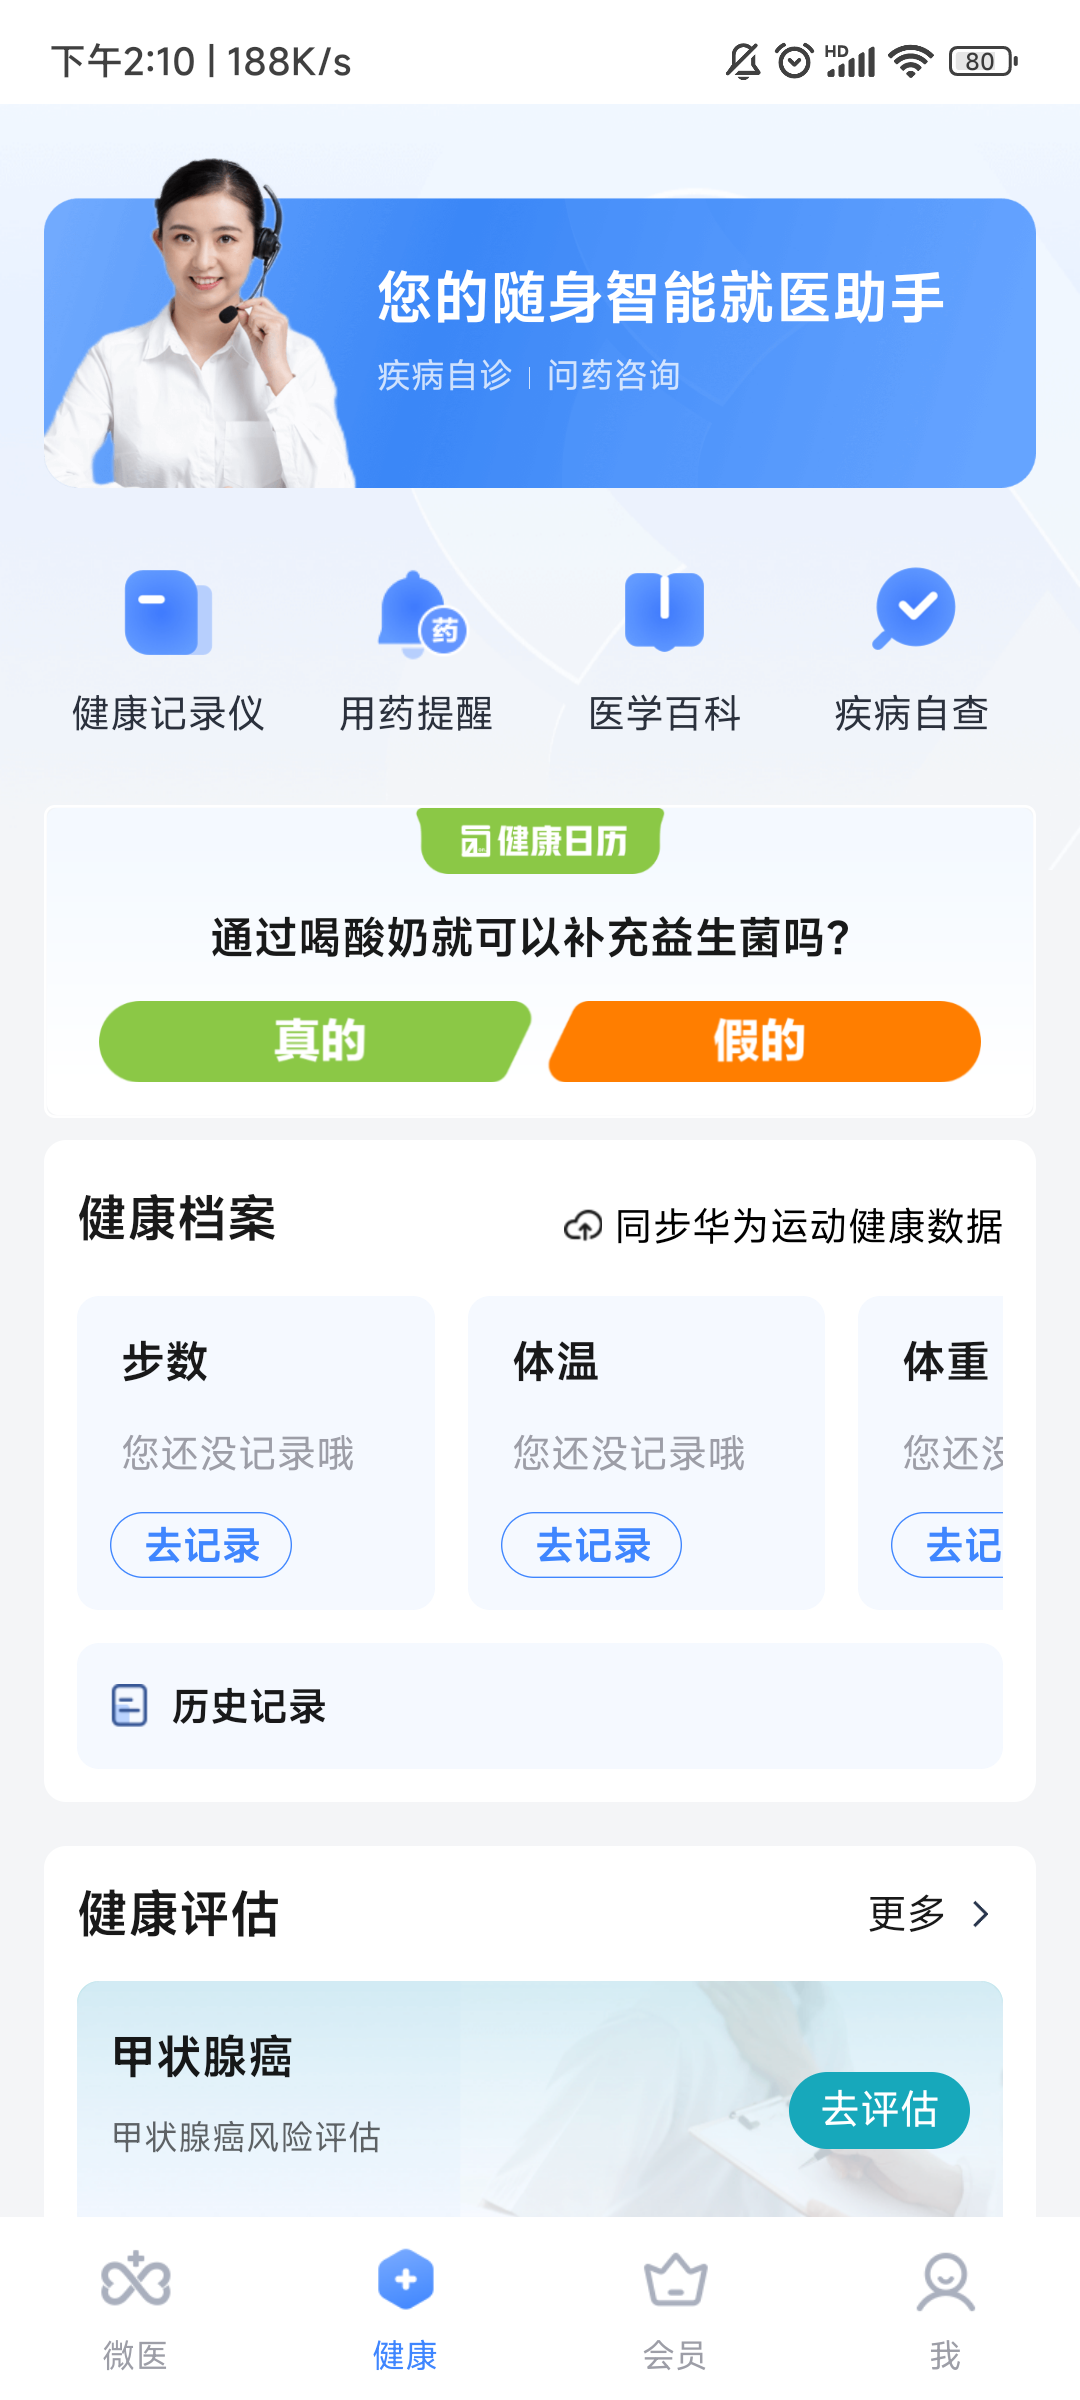 下午2:10 | 188K/s
HD
80
您的随身智能就医助手
疾病自诊 | 问药咨询
药
健康记录仪
用药提醒
医学百科
疾病自查
健康日历
通过喝酸奶就可以补充益生菌吗?
真的
假的
健康档案
同步华为运动健康数据
步数
体温
体重
您还没记录哦
您还没记录哦
您还没
去记录
去记录
去记
历史记录
健康评估
更多
甲状腺癌
甲状腺癌风险评估
去评估
微医
健康
会员
我